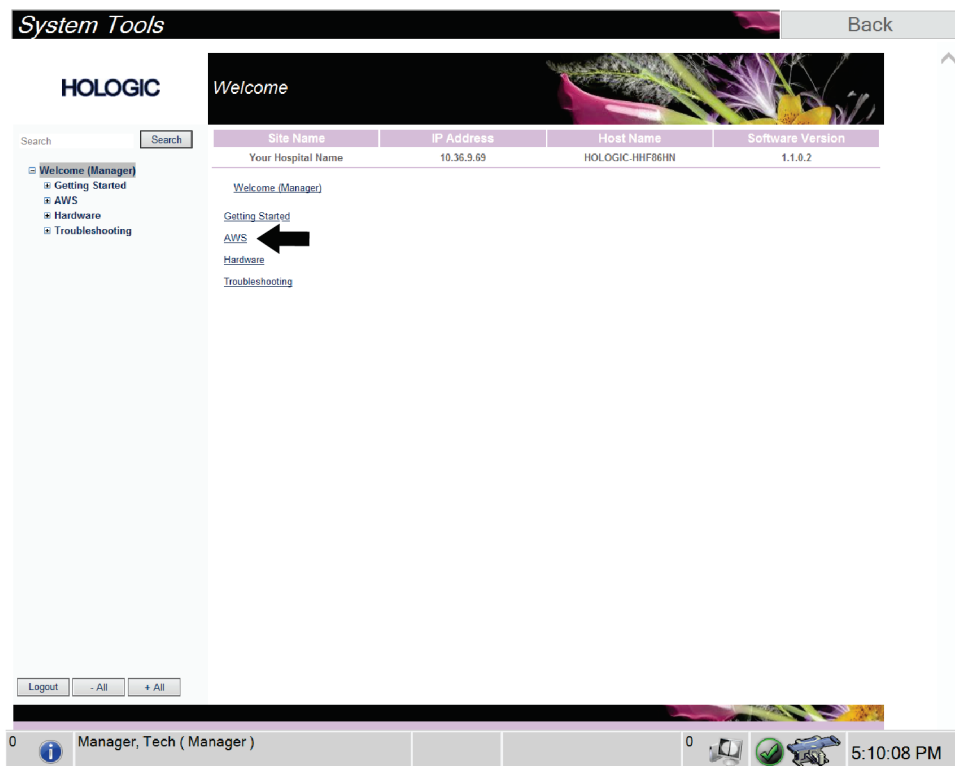 System Tools
Back
HOLOGIC
Welcome
Search
Search
Site Name IP Address Host Name Software Version
Your Hospital Name 10.36.9.69 HOLOGIC-HHF86HN 1.1.0.2
Welcome (Manager)
Getting Started
AWS
Hardware
Troubleshooting
Welcome (Manager)
Getting Started
AWS
Hardware
Troubleshooting
Logout - All + All
0 Manager, Tech ( Manager ) 0 5:10:08 PM